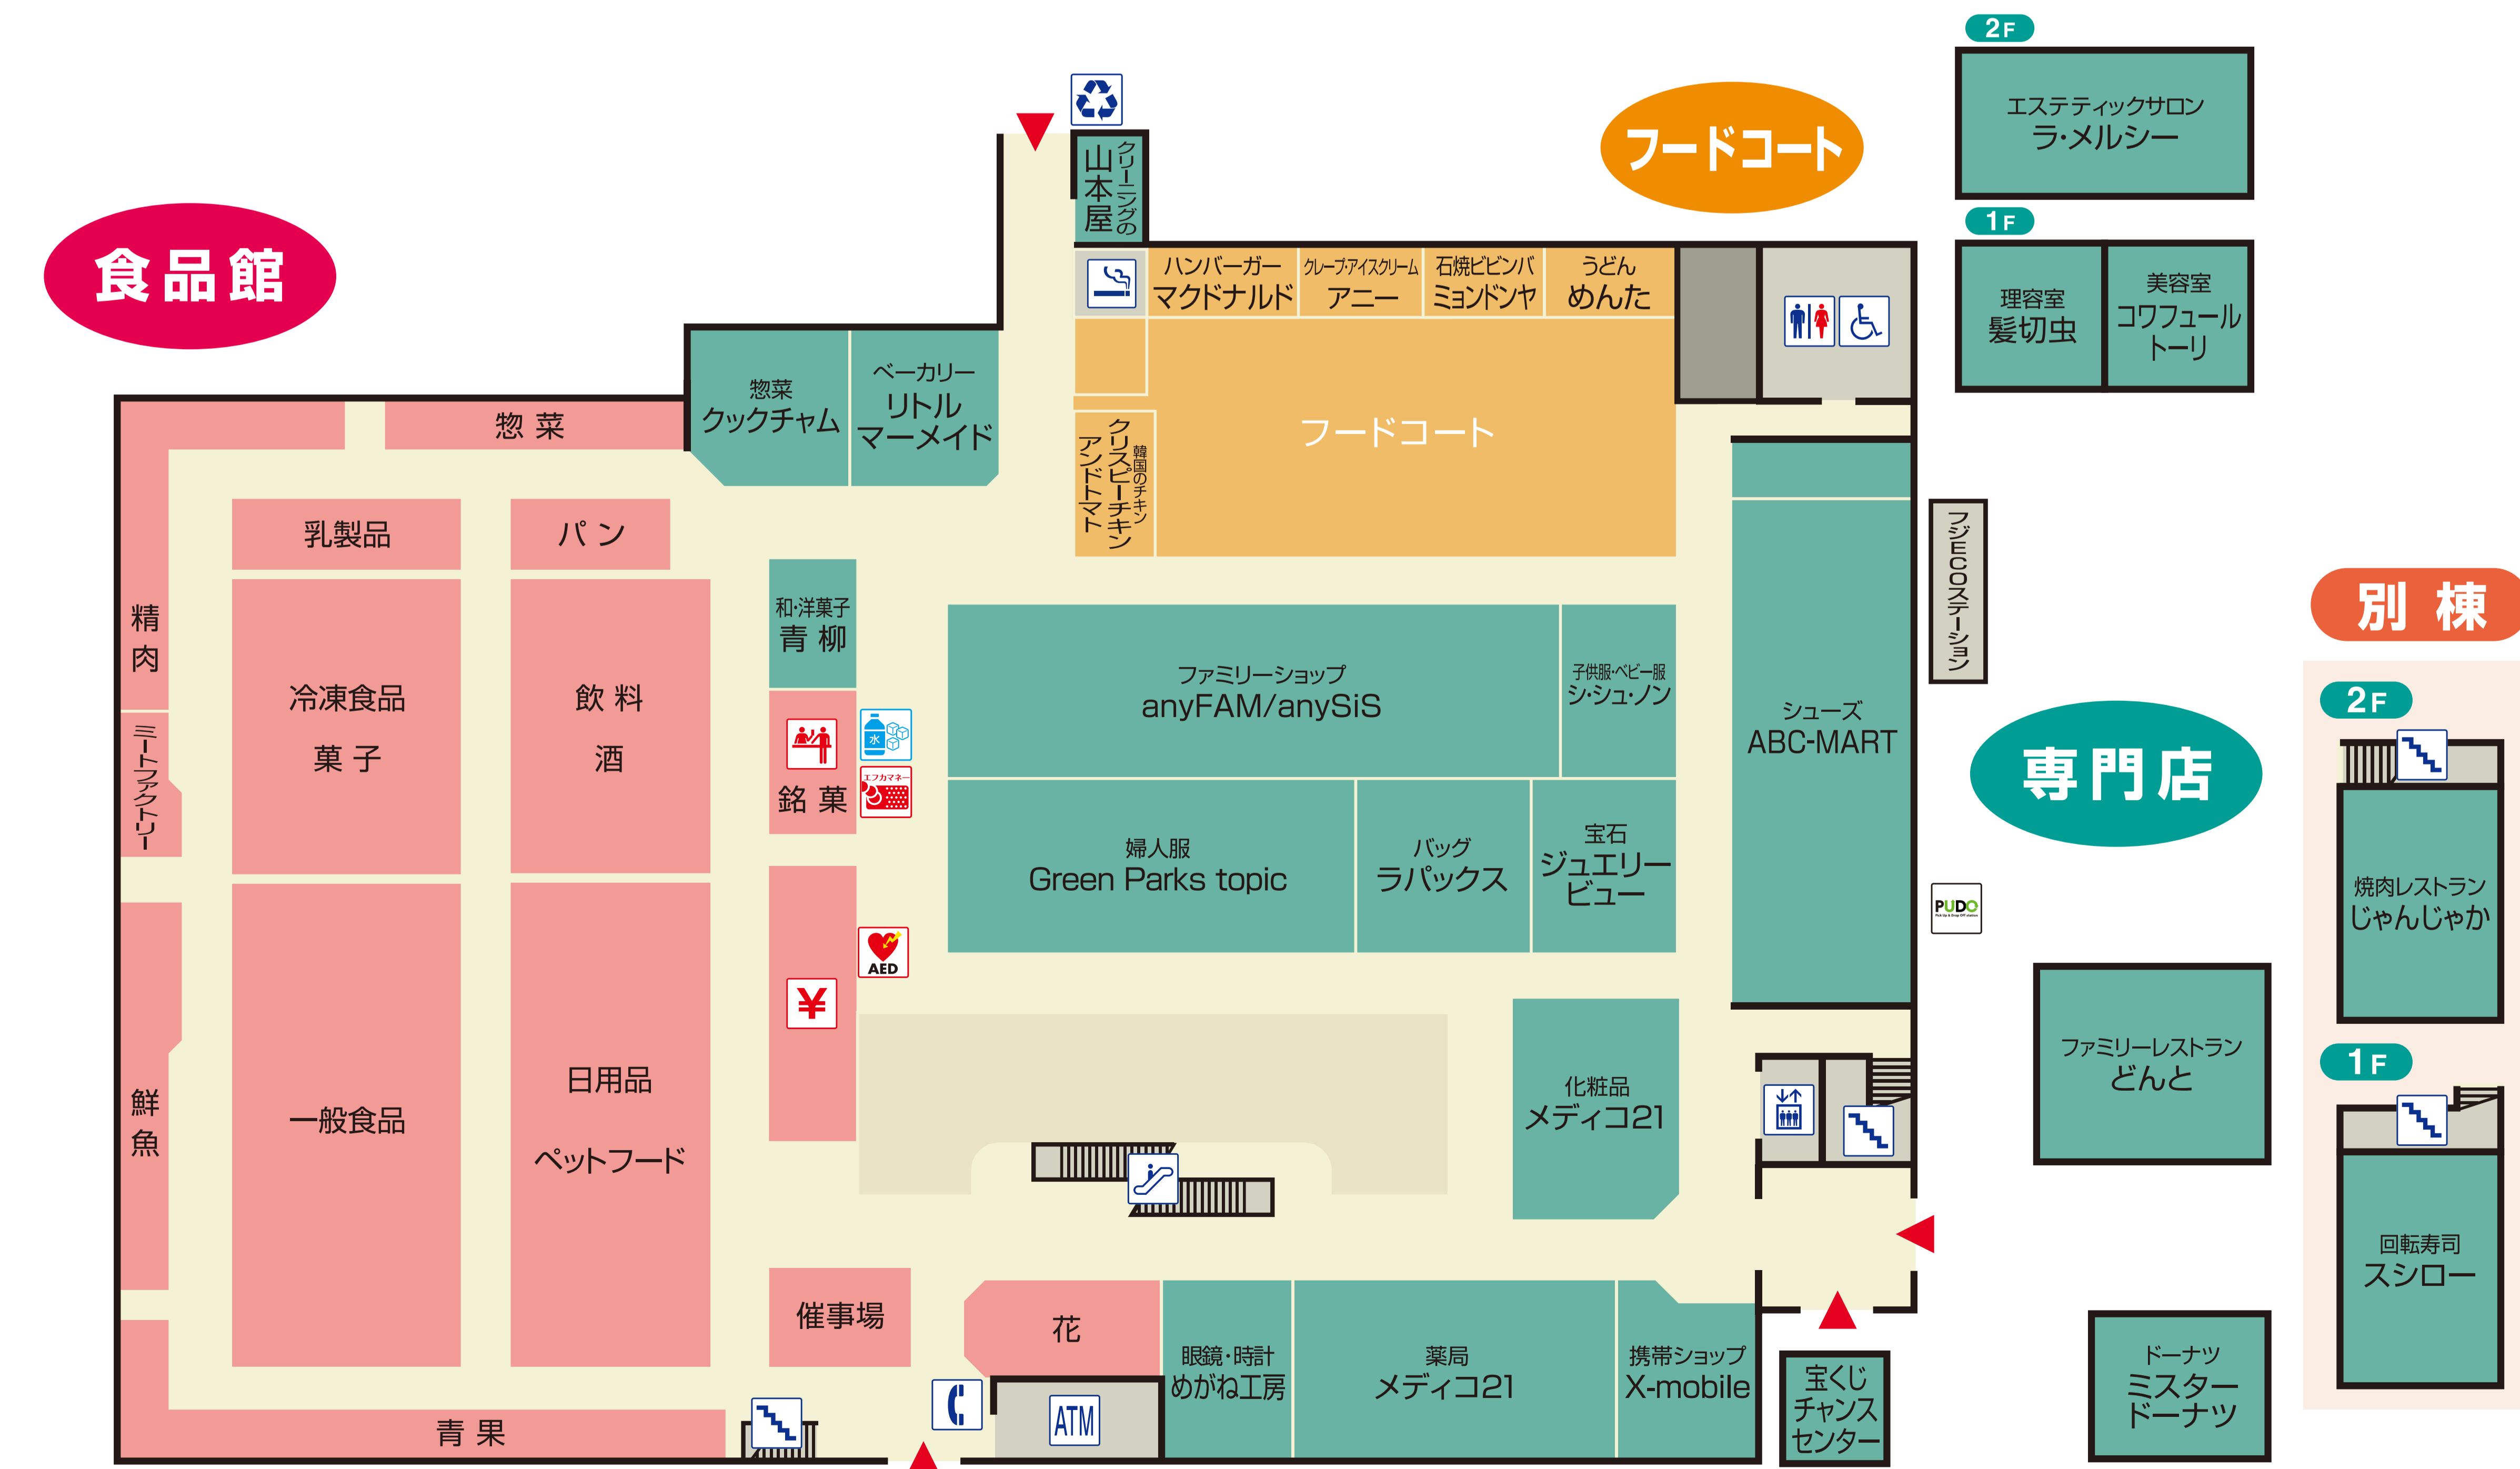 食品館
フードコート
2F
エステティックサロン
ラ・メルシー
1F
理容室
髪切虫
美容室
コワフュール
トーリ
クリーニングの
山本屋
ハンバーガー
マクドナルド
クレープ・アイスクリーム
アニー
石焼ビビンバ
ミョンドンヤ
うどん
めんた
フードコート
韓国のチキン
クリスピーチキン
アンドトマト
惣菜
クックチャム
ベーカリー
リトル
マーメイド
惣菜
乳製品
パン
精肉
ミートファクトリー
冷凍食品
菓子
飲料
酒
和・洋菓子
青柳
銘菓
水
エフカマネー
ファミリーショップ
anyFAM/anySiS
子供服・ベビー服
シ・シュ・ノン
シューズ
ABC-MART
フジECOステーション
専門店
別棟
2F
焼肉レストラン
じゃんじゃか
1F
回転寿司
スシロー
婦人服
Green Parks topic
バッグ
ラパックス
宝石
ジュエリー
ビュー
PUDO
Pick Up & Drop Off station
AED
¥
鮮魚
一般食品
日用品
ペットフード
化粧品
メディコ21
ファミリーレストラン
どんと
催事場
花
眼鏡・時計
めがね工房
薬局
メディコ21
携帯ショップ
X-mobile
宝くじ
チャンス
センター
ドーナツ
ミスター
ドーナツ
青果
ATM